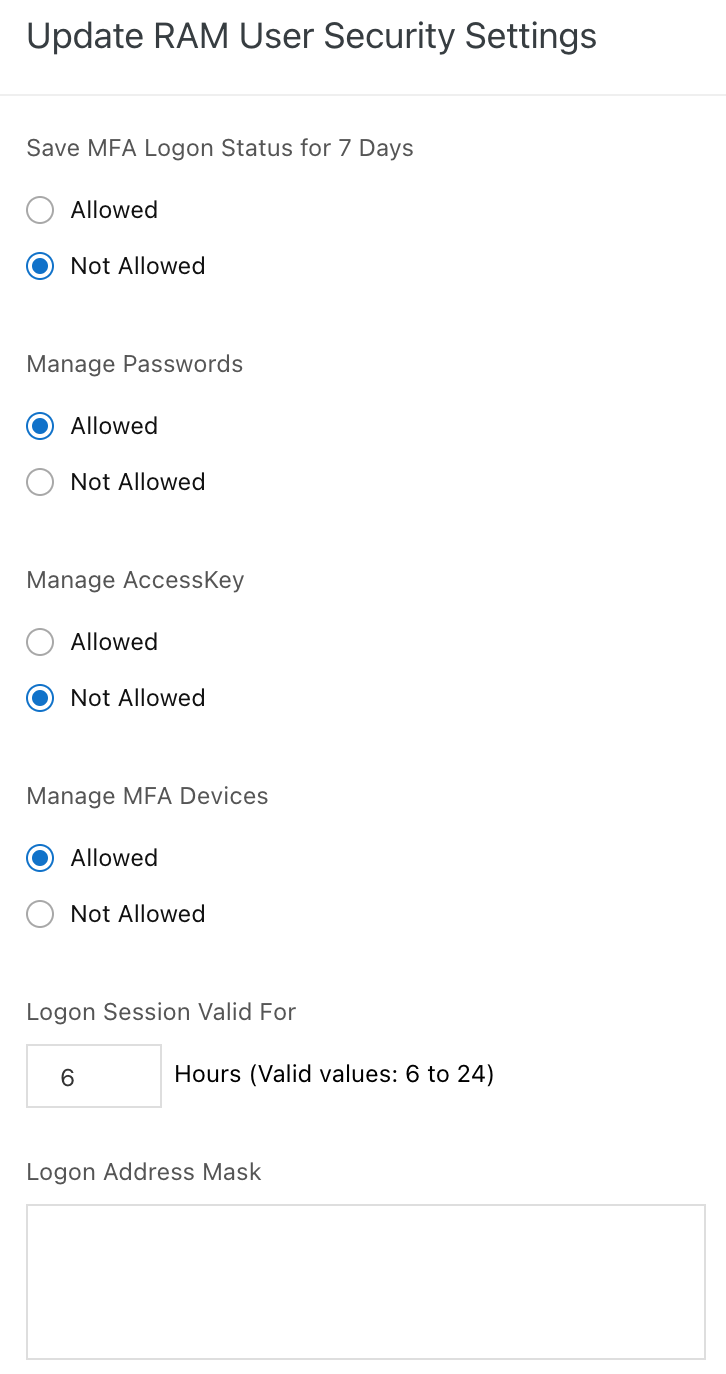 Update RAM User Security Settings
Save MFA Logon Status for 7 Days
Allowed
Not Allowed
Manage Passwords
Allowed
Not Allowed
Manage AccessKey
Allowed
Not Allowed
Manage MFA Devices
Allowed
Not Allowed
Logon Session Valid For
6 Hours (Valid values: 6 to 24)
Logon Address Mask